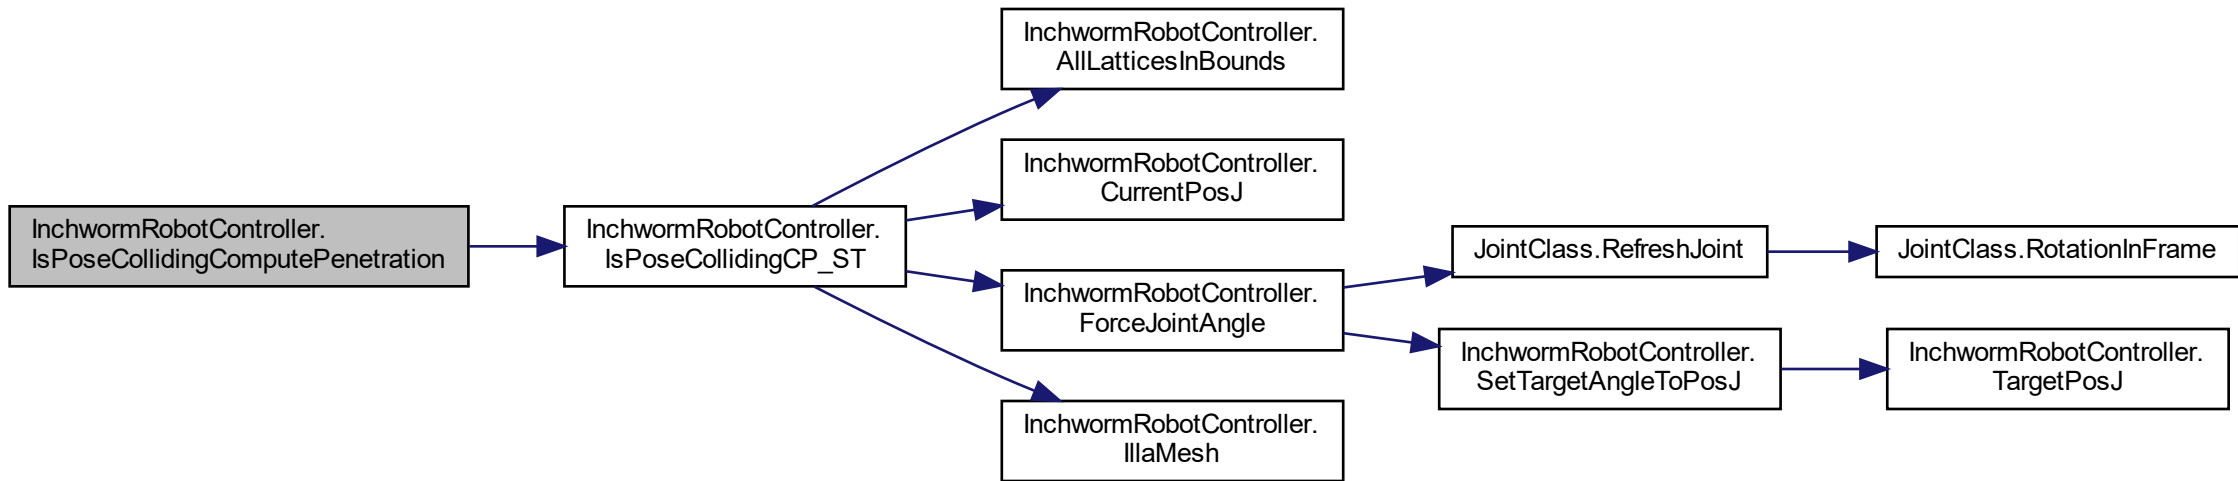 InchwormRobotController.
IsPoseCollidingComputePenetration
InchwormRobotController.
IsPoseCollidingCP_ST
InchwormRobotController.
AllLatticesInBounds
InchwormRobotController.
CurrentPosJ
InchwormRobotController.
ForceJointAngle
InchwormRobotController.
IllaMesh
JointClass.RefreshJoint
InchwormRobotController.
SetTargetAngleToPosJ
JointClass.RotationInFrame
InchwormRobotController.
TargetPosJ